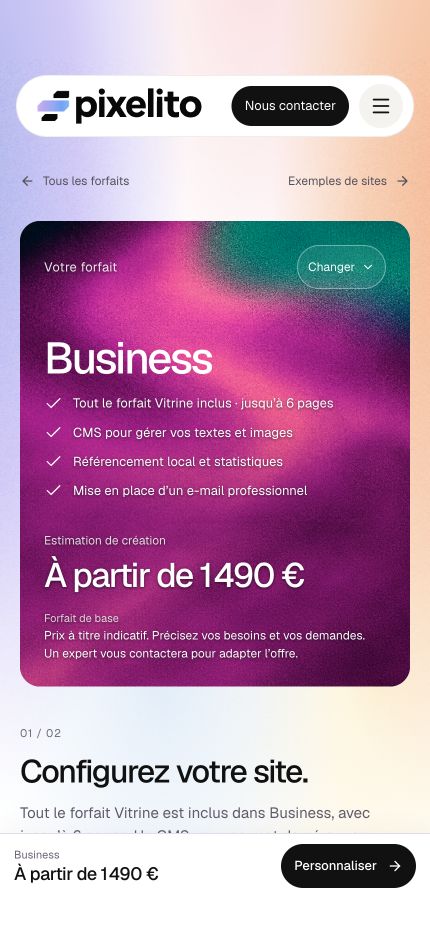 pixelito
Nous contacter
Tous les forfaits
Exemples de sites
Votre forfait
Changer
Business
Tout le forfait Vitrine inclus · jusqu'à 6 pages
CMS pour gérer vos textes et images
Référencement local et statistiques
Mise en place d'un e-mail professionnel
Estimation de création
À partir de 1 490 €
Forfait de base
Prix à titre indicatif. Précisez vos besoins et vos demandes.
Un expert vous contactera pour adapter l'offre.
01 / 02
Configurez votre site.
Tout le forfait Vitrine est inclus dans Business, avec
Business
À partir de 1 490 €
Personnaliser